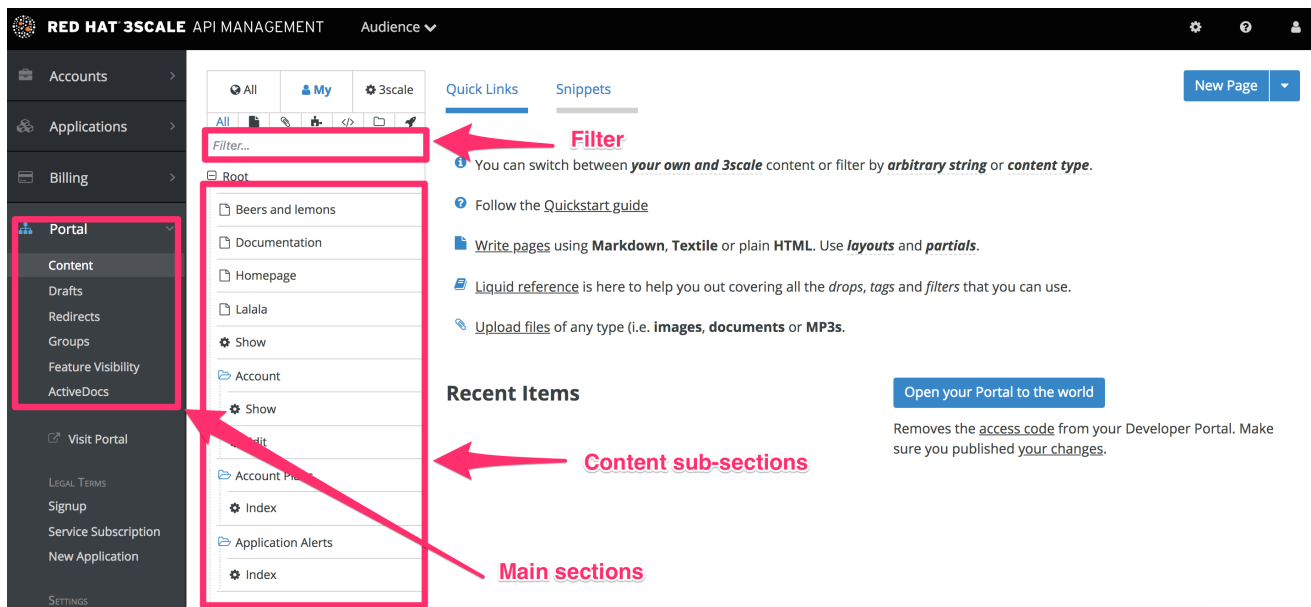 RED HAT® 3SCALE API MANAGEMENT
Audience
Accounts
Applications
Billing
Portal
Content
Drafts
Redirects
Groups
Feature Visibility
ActiveDocs
Visit Portal
LEGAL TERMS
Signup
Service Subscription
New Application
SETTINGS
All
My
3scale
All
Filter...
Root
Beers and lemons
Documentation
Homepage
Lalala
Show
Account
Show
Account
Index
Application Alerts
Index
Filter
Content sub-sections
Main sections
Quick Links
Snippets
New Page
You can switch between your own and 3scale content or filter by arbitrary string or content type.
Follow the Quickstart guide
Write pages using Markdown, Textile or plain HTML. Use layouts and partials.
Liquid reference is here to help you out covering all the drops, tags and filters that you can use.
Upload files of any type (i.e. images, documents or MP3s.
Recent Items
Open your Portal to the world
Removes the access code from your Developer Portal. Make
sure you published your changes.